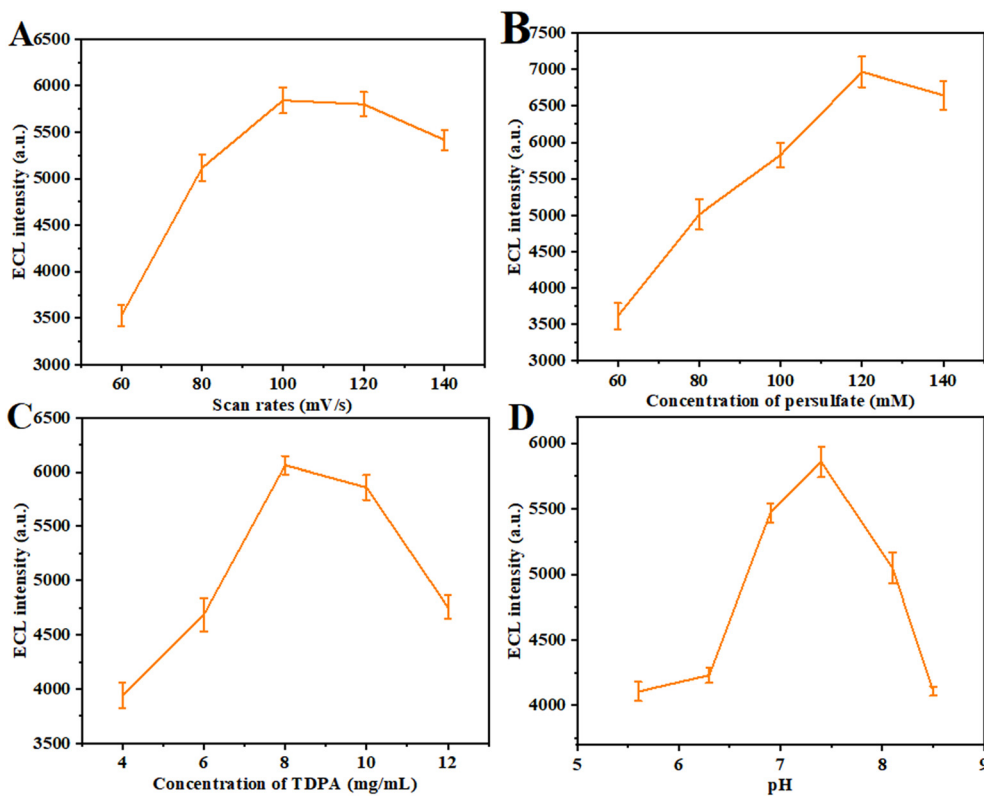 A
ECL intensity (a.u.)
6500
6000
5500
5000
4500
4000
3500
3000
60 80 100 120 140
Scan rates (mV/s)
B
ECL intensity (a.u.)
7500
7000
6500
6000
5500
5000
4500
4000
3500
3000
60 80 100 120 140
Concentration of persulfate (mM)
C
ECL intensity (a.u.)
6500
6000
5500
5000
4500
4000
3500
4 6 8 10 12
Concentration of TDPA (mg/mL)
D
ECL intensity (a.u.)
6000
5500
5000
4500
4000
5 6 7 8 9
pH